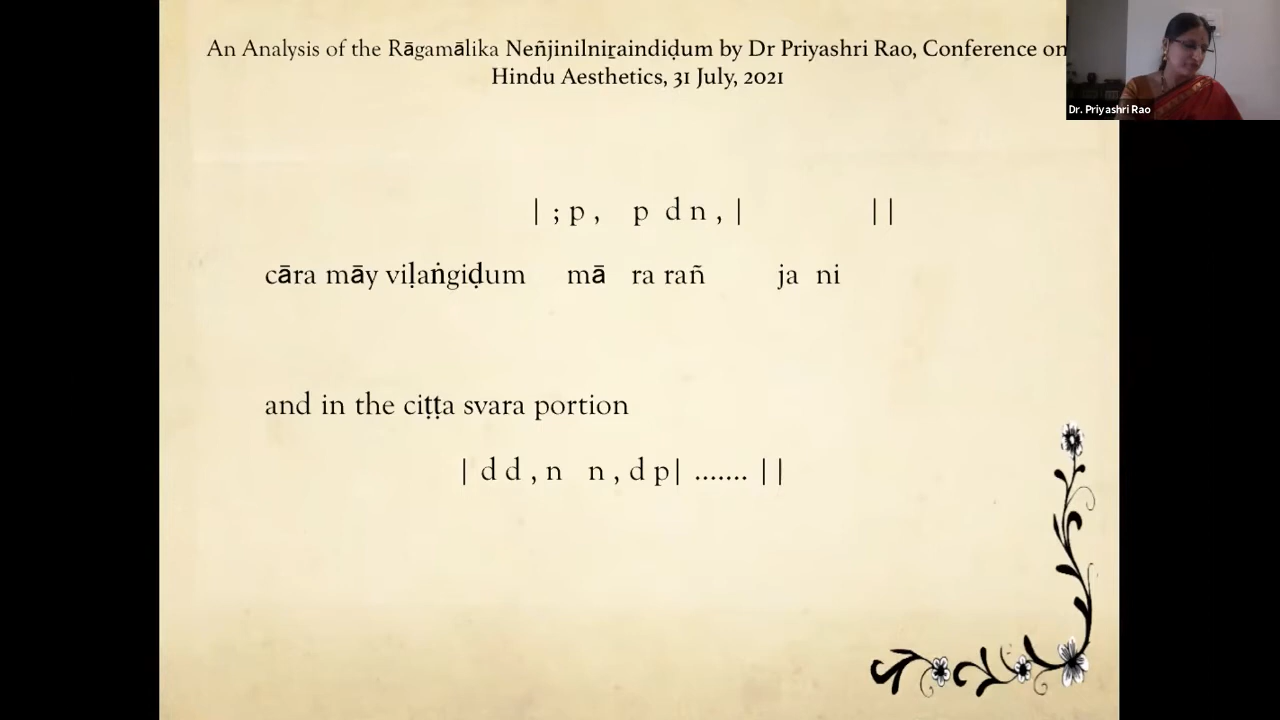 An Analysis of the Rāgamālika Neñjinilniṟaindiḍum by Dr Priyashri Rao, Conference on
Hindu Aesthetics, 31 July, 2021
Dr. Priyashri Rao
| ; p , p d n , | ||
cāra māy viḷaṅgiḍum mā ra rañ ja ni
and in the ciṭṭa svara portion
| d d , n n , d p| ....... ||